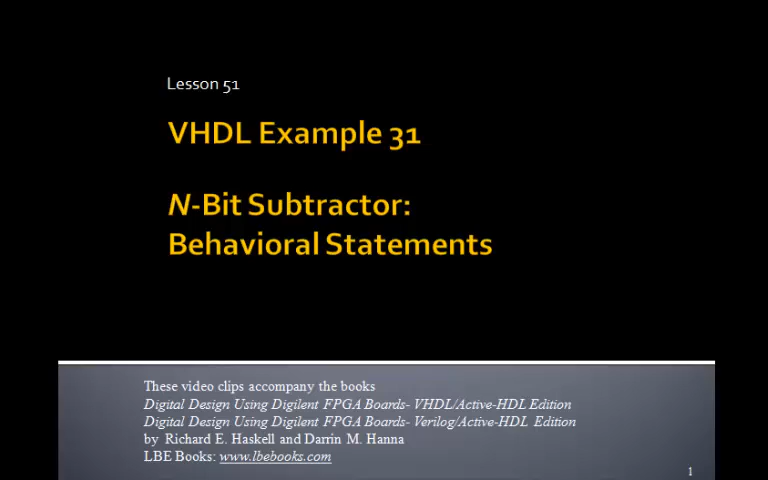 Lesson 51
VHDL Example 31
N-Bit Subtractor:
Behavioral Statements
These video clips accompany the books
Digital Design Using Digilent FPGA Boards- VHDL/Active-HDL Edition
Digital Design Using Digilent FPGA Boards- Verilog/Active-HDL Edition
by Richard E. Haskell and Darrin M. Hanna
LBE Books: www.lbebooks.com
1